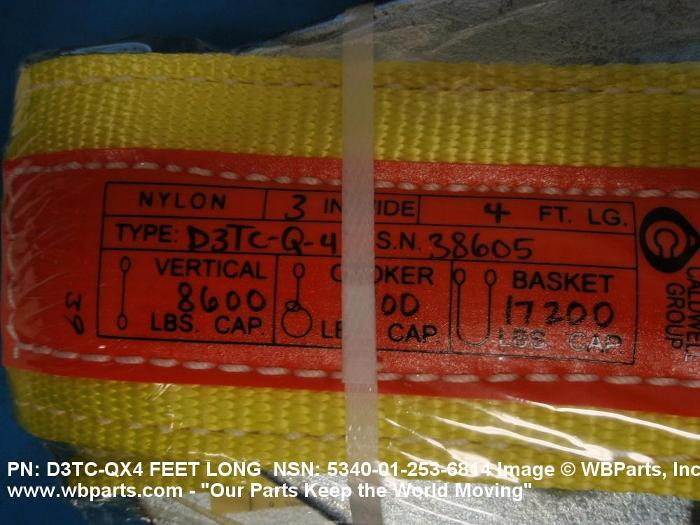 NYLON 3 IN WIDE 4 FT. LG.
TYPE: D3TC-Q-4 S.N. 38605
VERTICAL BASKET
8600 00 17200
LBS. CAP. CAP. LBS. CAP.
39
CALDWELL
GROUP
PN: D3TC-QX4 FEET LONG NSN: 5340-01-253-6814 Image © WBParts, Inc
www.wbparts.com - "Our Parts Keep the World Moving"